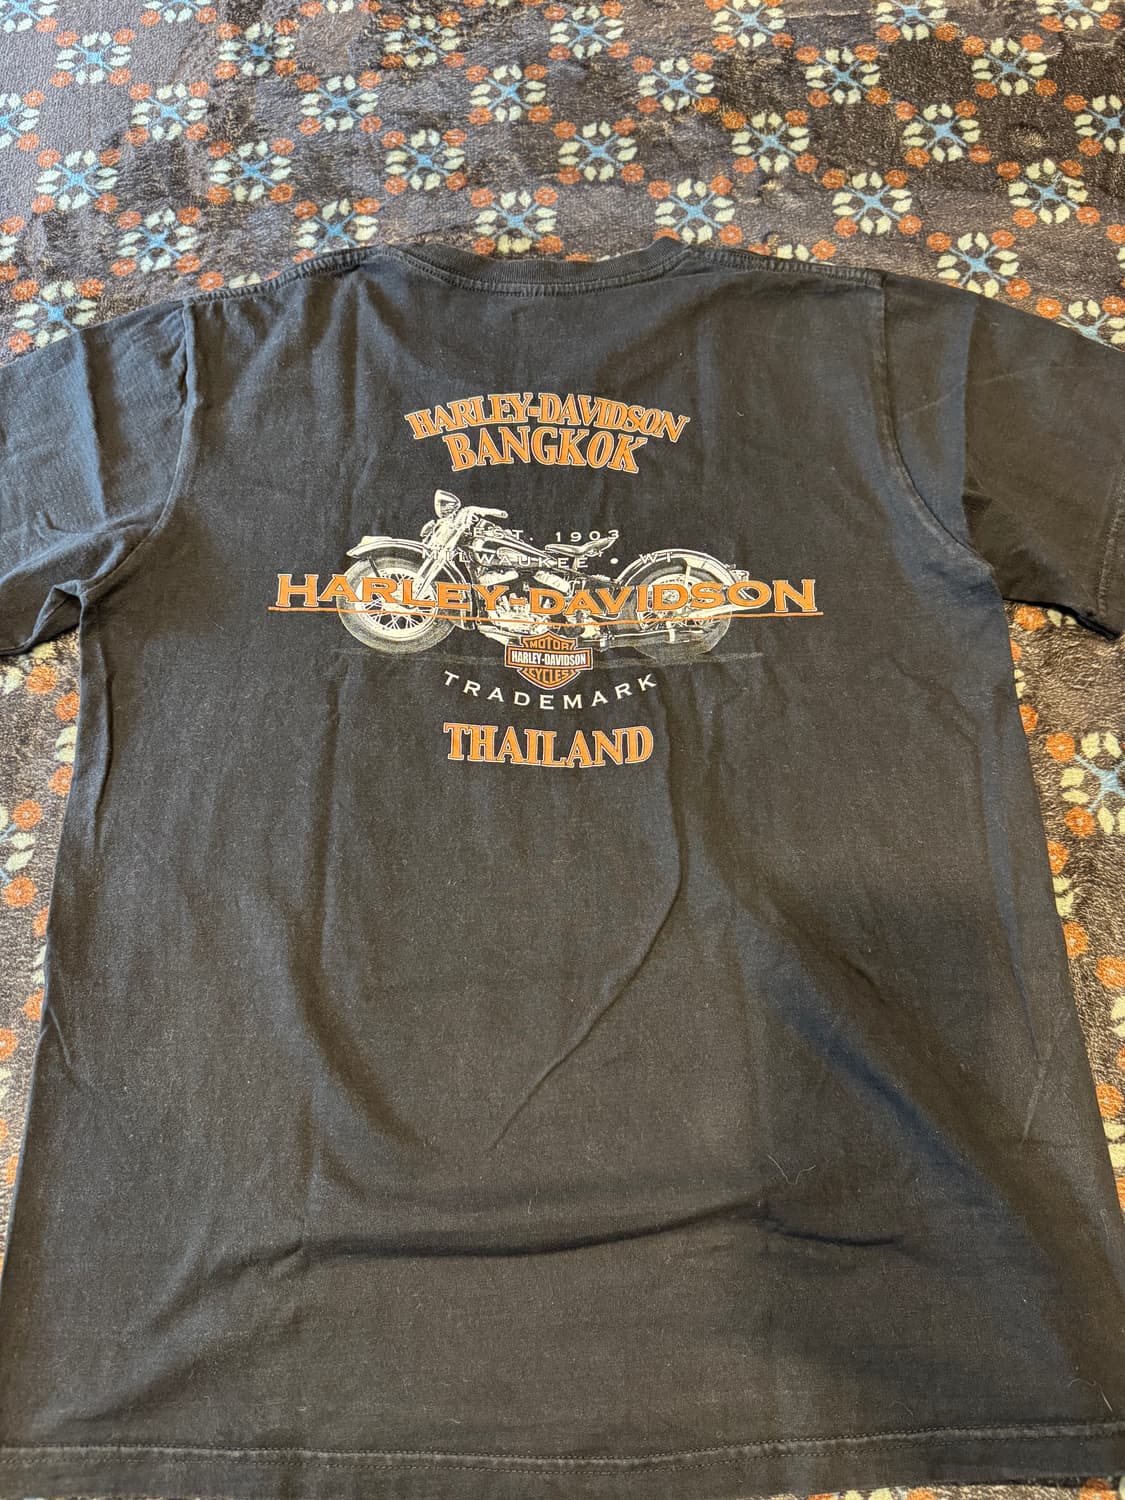 HARLEY-DAVIDSON
BANGKOK
EST. 1903
MILWAUKEE • WI
HARLEY-DAVIDSON
MOTOR
HARLEY-DAVIDSON
CYCLES
TRADEMARK
THAILAND